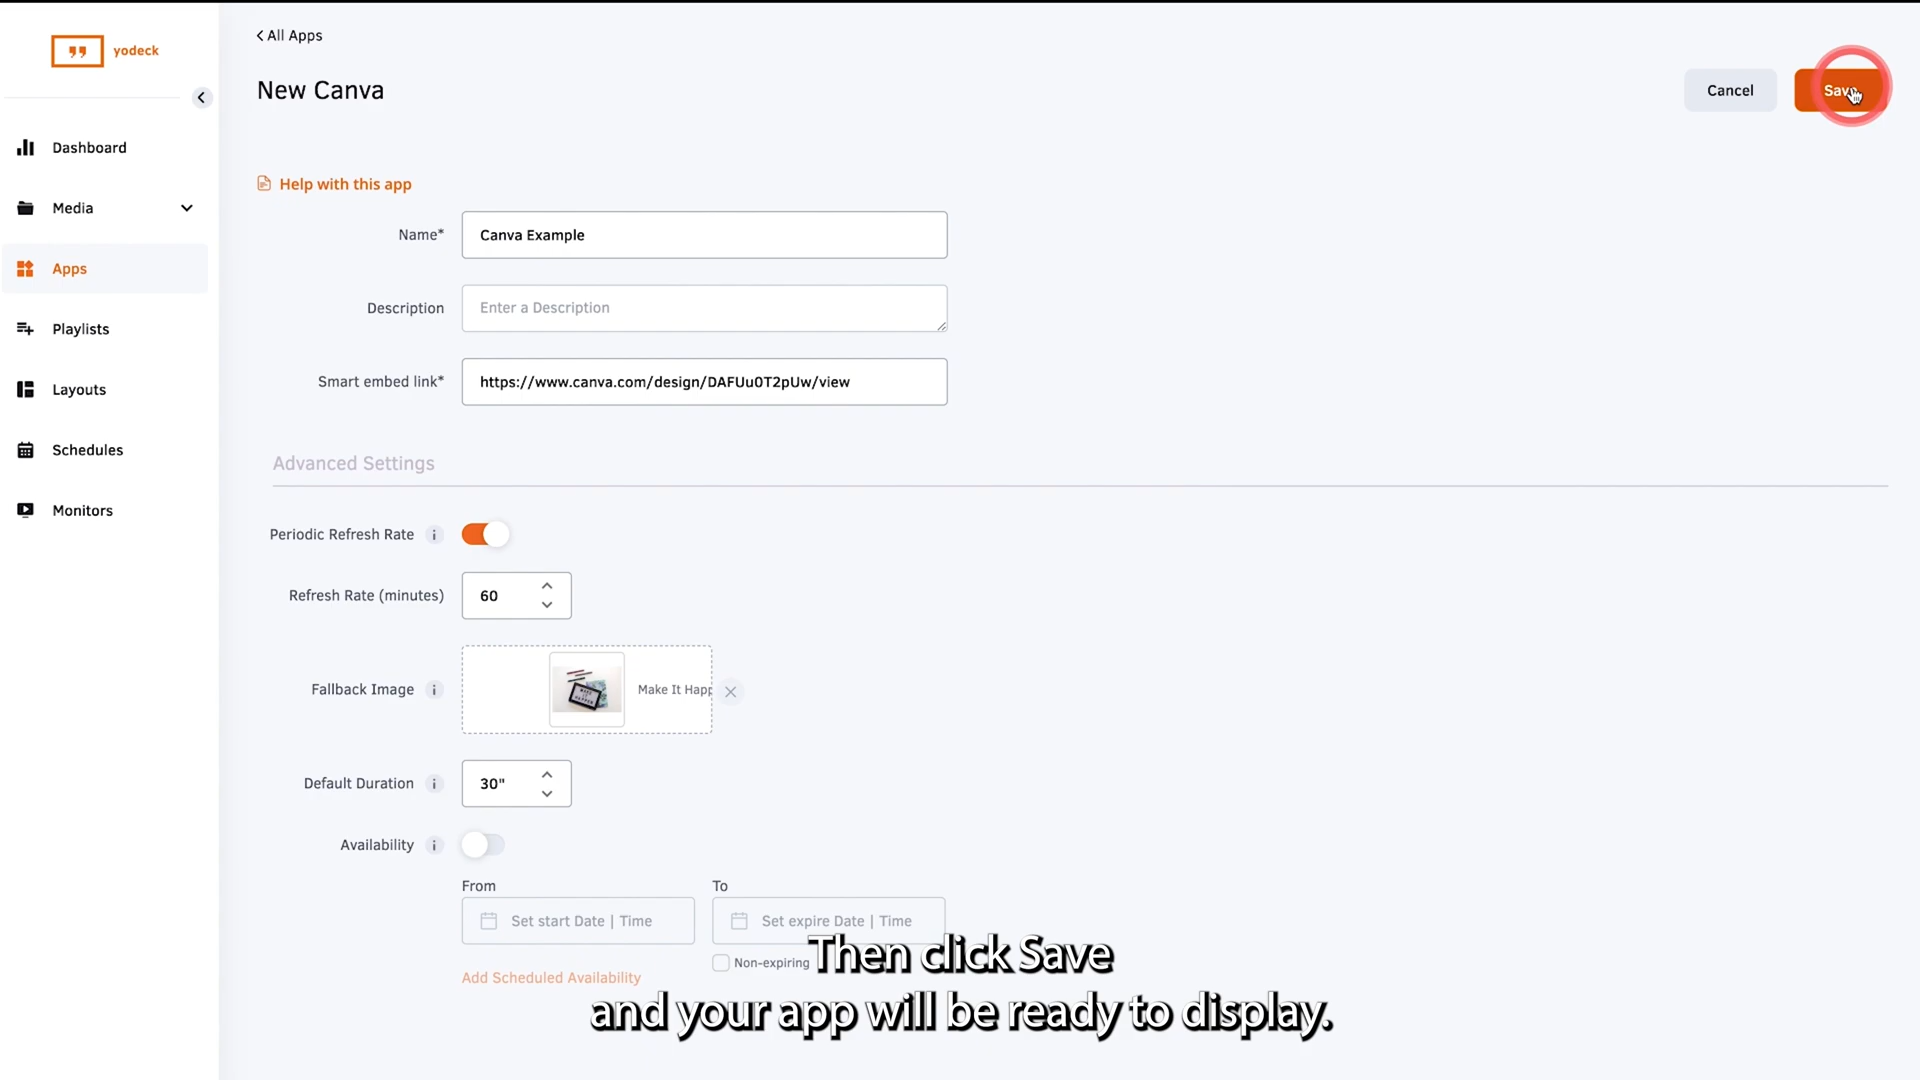 yodeck
All Apps
New Canva
Cancel
Save
Dashboard
Media
Apps
Playlists
Layouts
Schedules
Monitors
Help with this app
Name*
Canva Example
Description
Enter a Description
Smart embed link*
https://www.canva.com/design/DAFUu0T2pUw/view
Advanced Settings
Periodic Refresh Rate
Refresh Rate (minutes)
60
Fallback Image
Make It Happ
Default Duration
30"
Availability
From
To
Set start Date | Time
Set expire Date | Time
Non-expiring
Add Scheduled Availability
Then click Save
and your app will be ready to display.